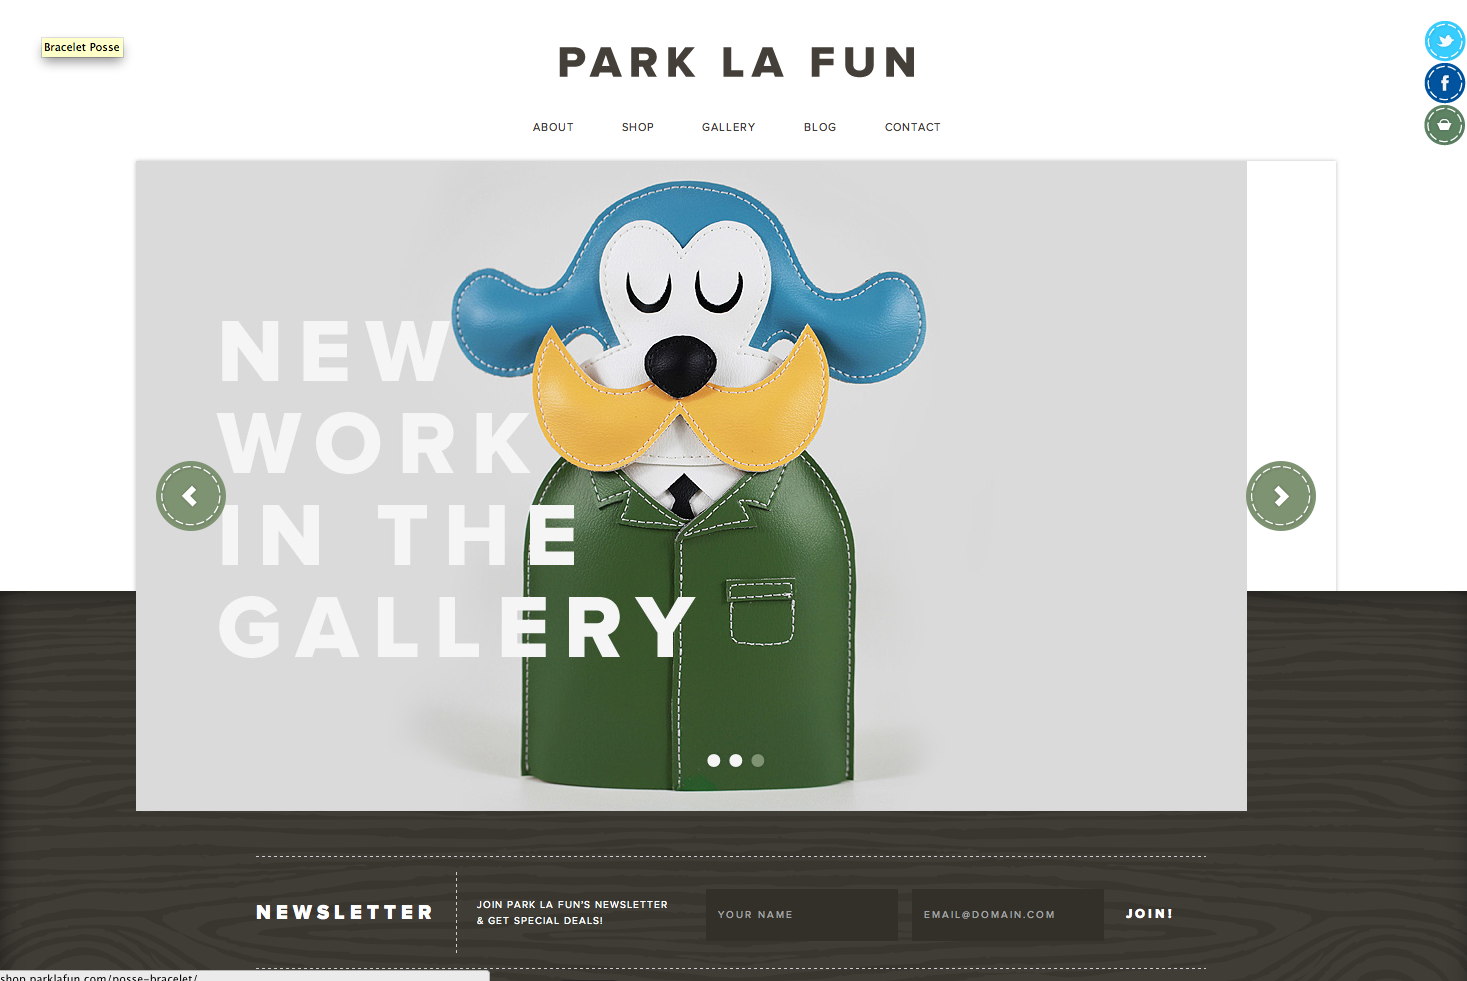 Bracelet Posse
PARK LA FUN
ABOUT SHOP GALLERY BLOG CONTACT
NEW
WORK
IN THE
GALLERY
NEWSLETTER
JOIN PARK LA FUN'S NEWSLETTER
& GET SPECIAL DEALS!
YOUR NAME
EMAIL@DOMAIN.COM
JOIN!
shop.parklafun.com/posse-bracelet/